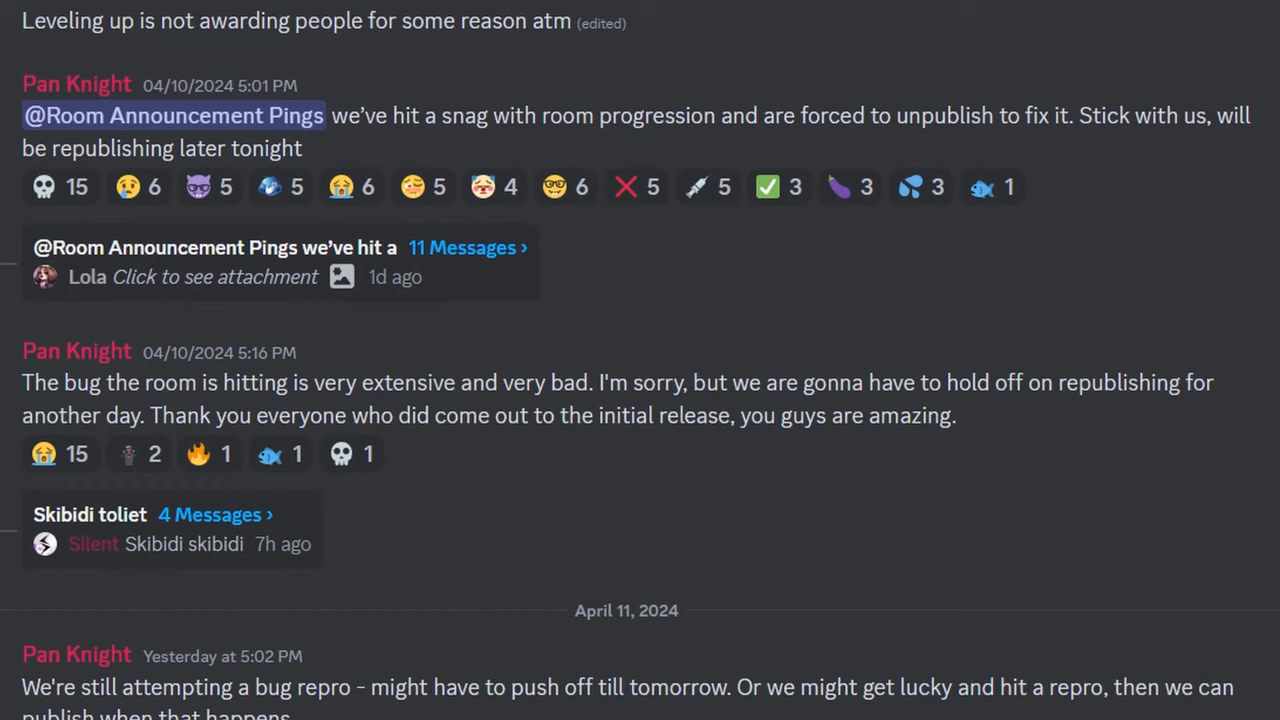 Leveling up is not awarding people for some reason atm (edited)
Pan Knight 04/10/2024 5:01 PM
@Room Announcement Pings we’ve hit a snag with room progression and are forced to unpublish to fix it. Stick with us, will
be republishing later tonight
15 6 5 5 6 5 4 6 5 5 3 3 3 1
@Room Announcement Pings we’ve hit a 11 Messages ›
Lola Click to see attachment 1d ago
Pan Knight 04/10/2024 5:16 PM
The bug the room is hitting is very extensive and very bad. I'm sorry, but we are gonna have to hold off on republishing for
another day. Thank you everyone who did come out to the initial release, you guys are amazing.
15 2 1 1 1
Skibidi toliet 4 Messages ›
Silent Skibidi skibidi 7h ago
April 11, 2024
Pan Knight Yesterday at 5:02 PM
We're still attempting a bug repro - might have to push off till tomorrow. Or we might get lucky and hit a repro, then we can
publish when that happens